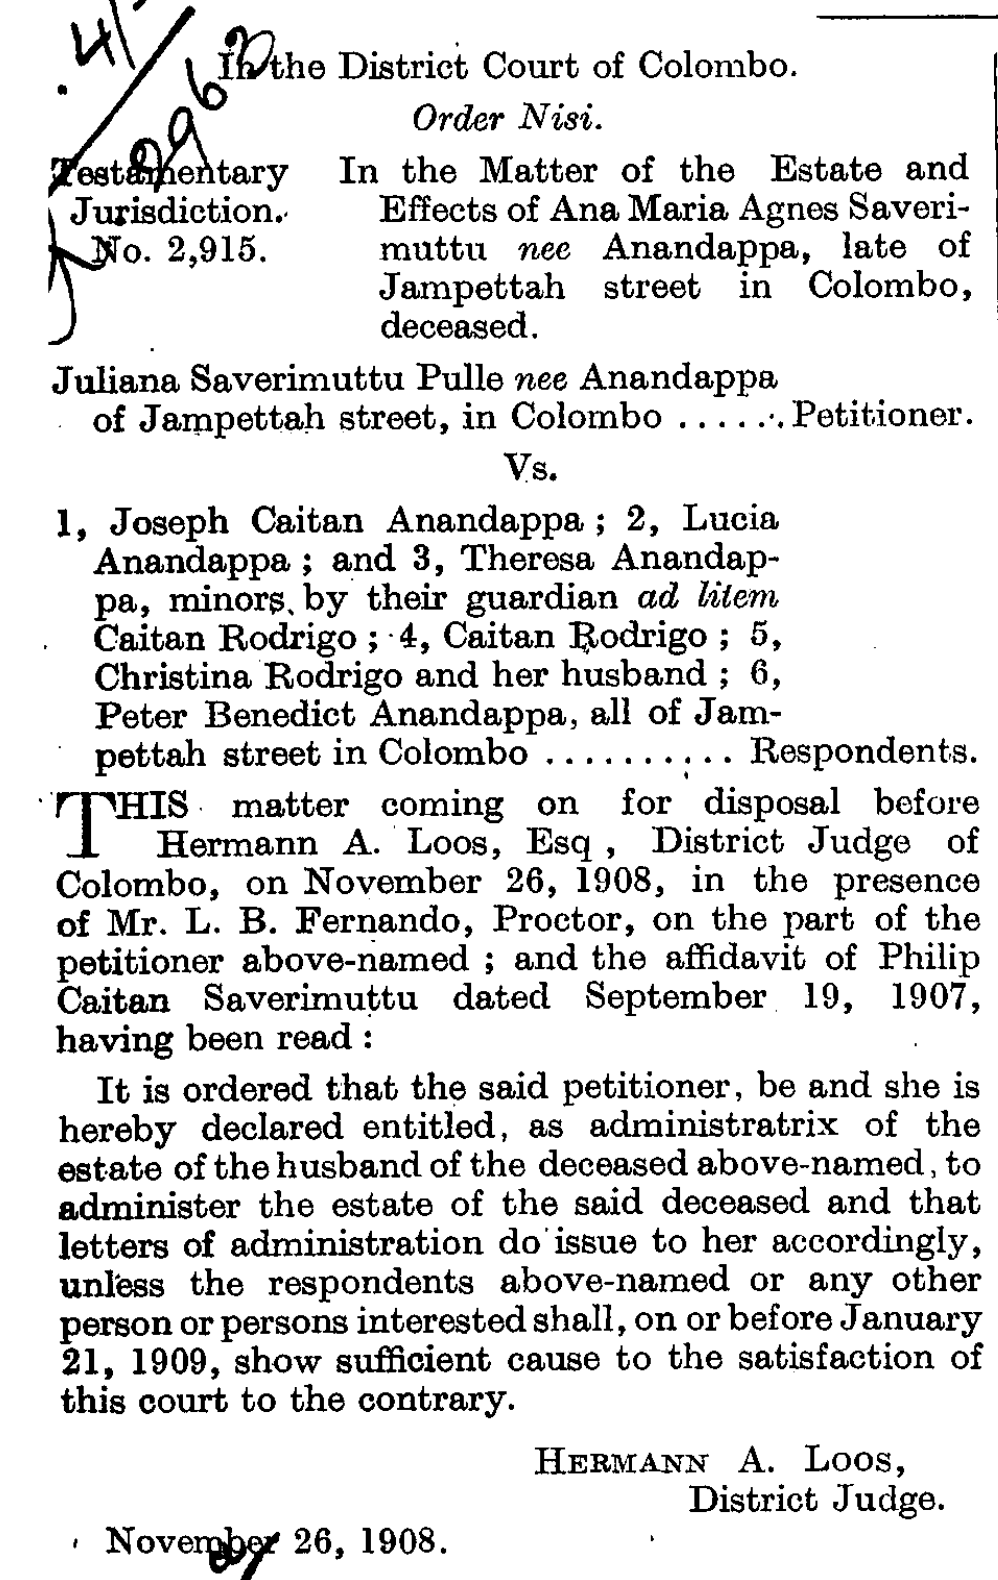 In the District Court of Colombo.
Order Nisi.
Testamentary
Jurisdiction.
No. 2,915.
In the Matter of the Estate and
Effects of Ana Maria Agnes Saveri-
muttu nee Anandappa, late of
Jampettah street in Colombo,
deceased.
Juliana Saverimuttu Pulle nee Anandappa
of Jampettah street, in Colombo ...... Petitioner.
Vs.
1, Joseph Caitan Anandappa ; 2, Lucia
Anandappa ; and 3, Theresa Anandap-
pa, minors, by their guardian ad litem
Caitan Rodrigo ; 4, Caitan Rodrigo ; 5,
Christina Rodrigo and her husband ; 6,
Peter Benedict Anandappa, all of Jam-
pettah street in Colombo .......... Respondents.
THIS matter coming on for disposal before
Hermann A. Loos, Esq , District Judge of
Colombo, on November 26, 1908, in the presence
of Mr. L. B. Fernando, Proctor, on the part of the
petitioner above-named ; and the affidavit of Philip
Caitan Saverimuttu dated September 19, 1907,
having been read :
It is ordered that the said petitioner, be and she is
hereby declared entitled, as administratrix of the
estate of the husband of the deceased above-named, to
administer the estate of the said deceased and that
letters of administration do issue to her accordingly,
unless the respondents above-named or any other
person or persons interested shall, on or before January
21, 1909, show sufficient cause to the satisfaction of
this court to the contrary.
HERMANN A. LOOS,
District Judge.
November 26, 1908.